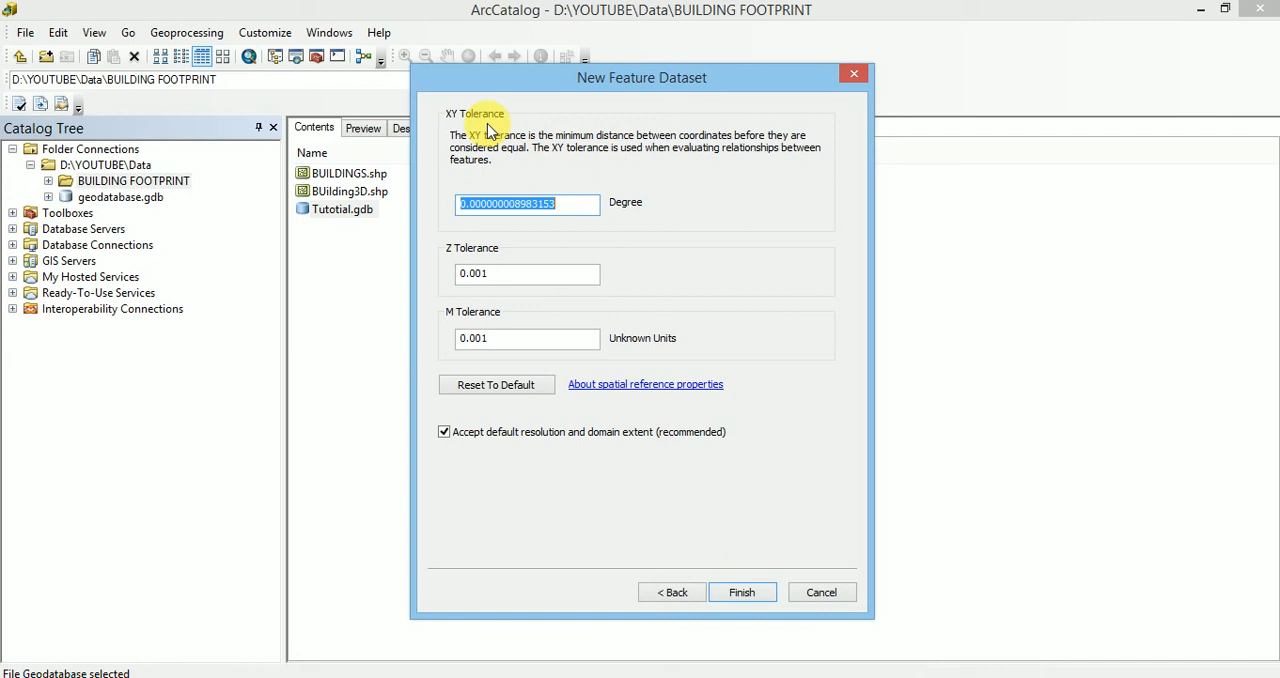 ArcCatalog - D:\YOUTUBE\Data\BUILDING FOOTPRINT
File Edit View Go Geoprocessing Customize Windows Help
D:\YOUTUBE\Data\BUILDING FOOTPRINT
Catalog Tree
Folder Connections
D:\YOUTUBE\Data
BUILDING FOOTPRINT
geodatabase.gdb
Toolboxes
Database Servers
Database Connections
GIS Servers
My Hosted Services
Ready-To-Use Services
Interoperability Connections
Contents Preview Des
Name
BUILDINGS.shp
BUilding3D.shp
Tutotial.gdb
New Feature Dataset
XY Tolerance
The XY tolerance is the minimum distance between coordinates before they are
considered equal. The XY tolerance is used when evaluating relationships between
features.
0.000000008983153 Degree
Z Tolerance
0.001
M Tolerance
0.001 Unknown Units
Reset To Default About spatial reference properties
Accept default resolution and domain extent (recommended)
< Back Finish Cancel
File Geodatabase selected